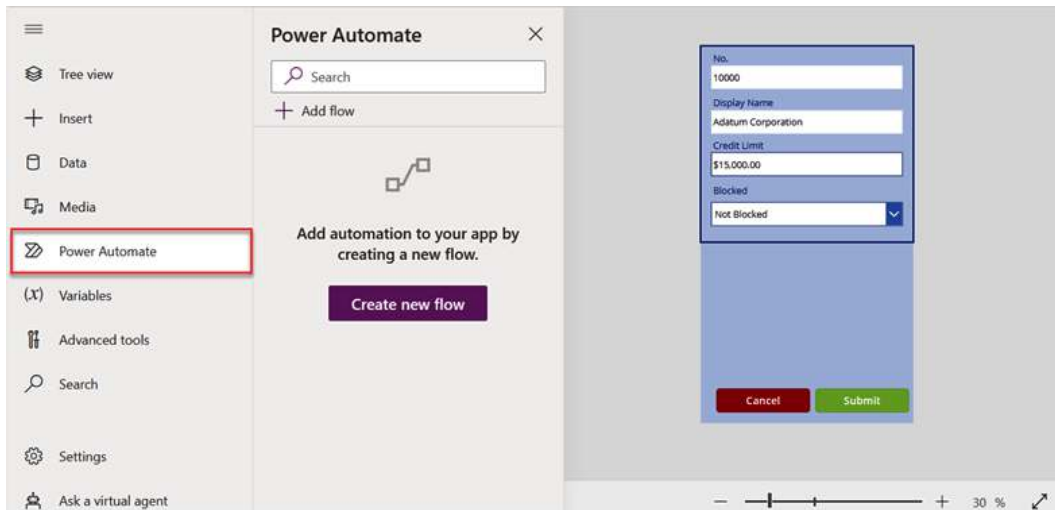 Tree view
Insert
Data
Media
Power Automate
(x) Variables
Advanced tools
Search
Settings
Ask a virtual agent
Power Automate
Search
Add flow
Add automation to your app by
creating a new flow.
Create new flow
No.
10000
Display Name
Adatum Corporation
Credit Limit
$15,000.00
Blocked
Not Blocked
Cancel
Submit
30 %